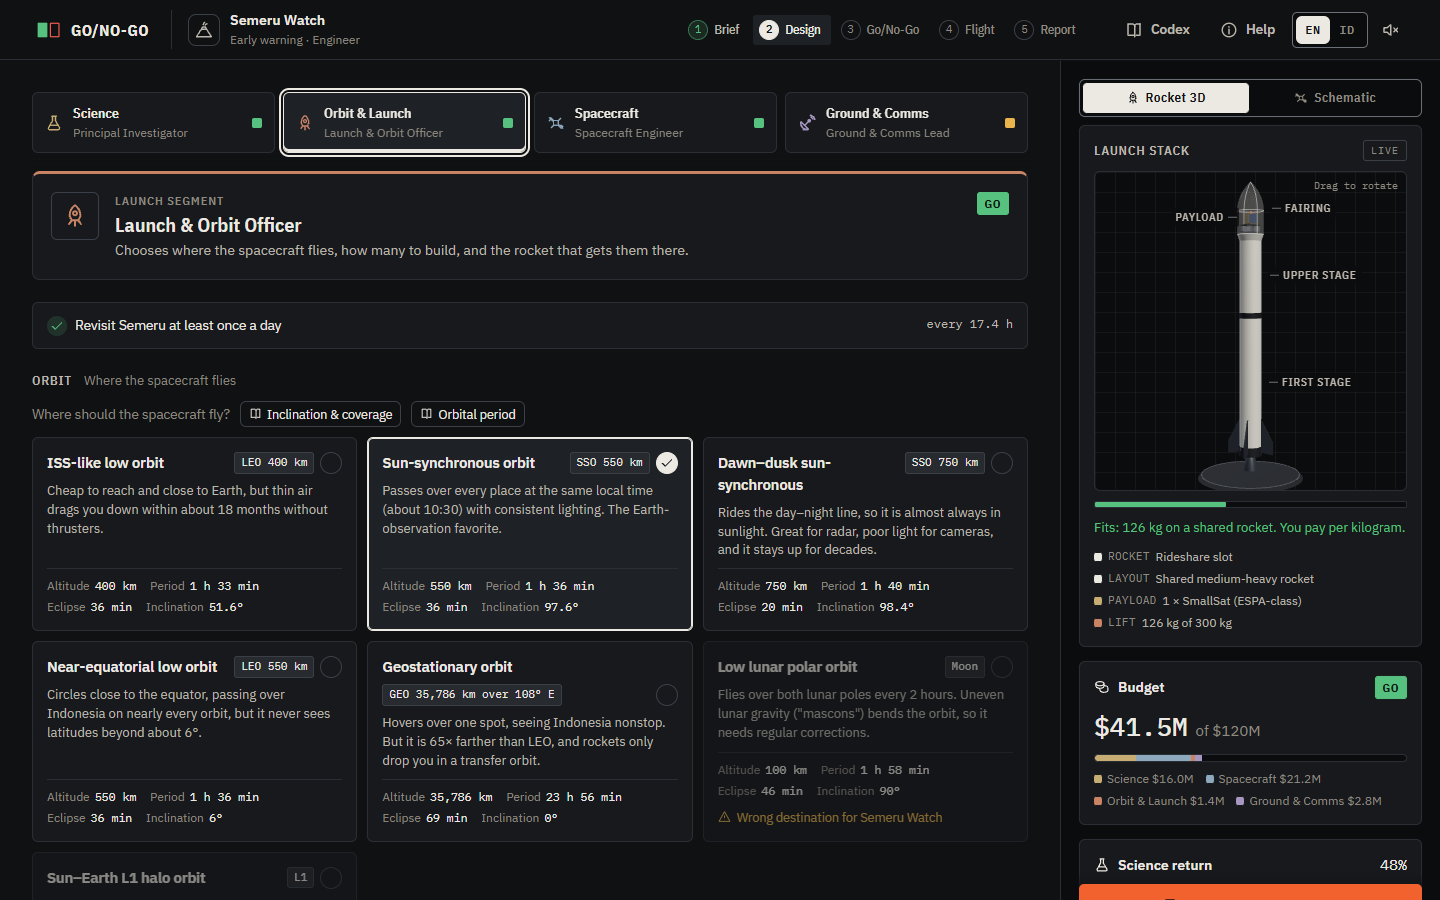 GO/NO-GO
Semeru Watch
Early warning · Engineer
1 Brief
2 Design
3 Go/No-Go
4 Flight
5 Report
Codex
Help
EN ID
Science
Principal Investigator
Orbit & Launch
Launch & Orbit Officer
Spacecraft
Spacecraft Engineer
Ground & Comms
Ground & Comms Lead
LAUNCH SEGMENT
Launch & Orbit Officer
Chooses where the spacecraft flies, how many to build, and the rocket that gets them there.
GO
Revisit Semeru at least once a day
every 17.4 h
ORBIT Where the spacecraft flies
Where should the spacecraft fly? Inclination & coverage Orbital period
ISS-like low orbit LEO 400 km
Cheap to reach and close to Earth, but thin air
drags you down within about 18 months without
thrusters.
Altitude 400 km Period 1 h 33 min
Eclipse 36 min Inclination 51.6°
Sun-synchronous orbit SSO 550 km
Passes over every place at the same local time
(about 10:30) with consistent lighting. The Earth-
observation favorite.
Altitude 550 km Period 1 h 36 min
Eclipse 36 min Inclination 97.6°
Dawn–dusk sun-
synchronous SSO 750 km
Rides the day–night line, so it is almost always in
sunlight. Great for radar, poor light for cameras,
and it stays up for decades.
Altitude 750 km Period 1 h 40 min
Eclipse 20 min Inclination 98.4°
Near-equatorial low orbit LEO 550 km
Circles close to the equator, passing over
Indonesia on nearly every orbit, but it never sees
latitudes beyond about 6°.
Altitude 550 km Period 1 h 36 min
Eclipse 36 min Inclination 6°
Geostationary orbit
GEO 35,786 km over 108° E
Hovers over one spot, seeing Indonesia nonstop.
But it is 65× farther than LEO, and rockets only
drop you in a transfer orbit.
Altitude 35,786 km Period 23 h 56 min
Eclipse 69 min Inclination 0°
Low lunar polar orbit Moon
Flies over both lunar poles every 2 hours. Uneven
lunar gravity ("mascons") bends the orbit, so it
needs regular corrections.
Altitude 100 km Period 1 h 58 min
Eclipse 46 min Inclination 90°
Wrong destination for Semeru Watch
Sun–Earth L1 halo orbit L1
Rocket 3D
Schematic
LAUNCH STACK
LIVE
Drag to rotate
FAIRING
PAYLOAD
UPPER STAGE
FIRST STAGE
Fits: 126 kg on a shared rocket. You pay per kilogram.
ROCKET Rideshare slot
LAYOUT Shared medium-heavy rocket
PAYLOAD 1 × SmallSat (ESPA-class)
LIFT 126 kg of 300 kg
Budget
GO
$41.5M of $120M
Science $16.0M Spacecraft $21.2M
Orbit & Launch $1.4M Ground & Comms $2.8M
Science return 48%